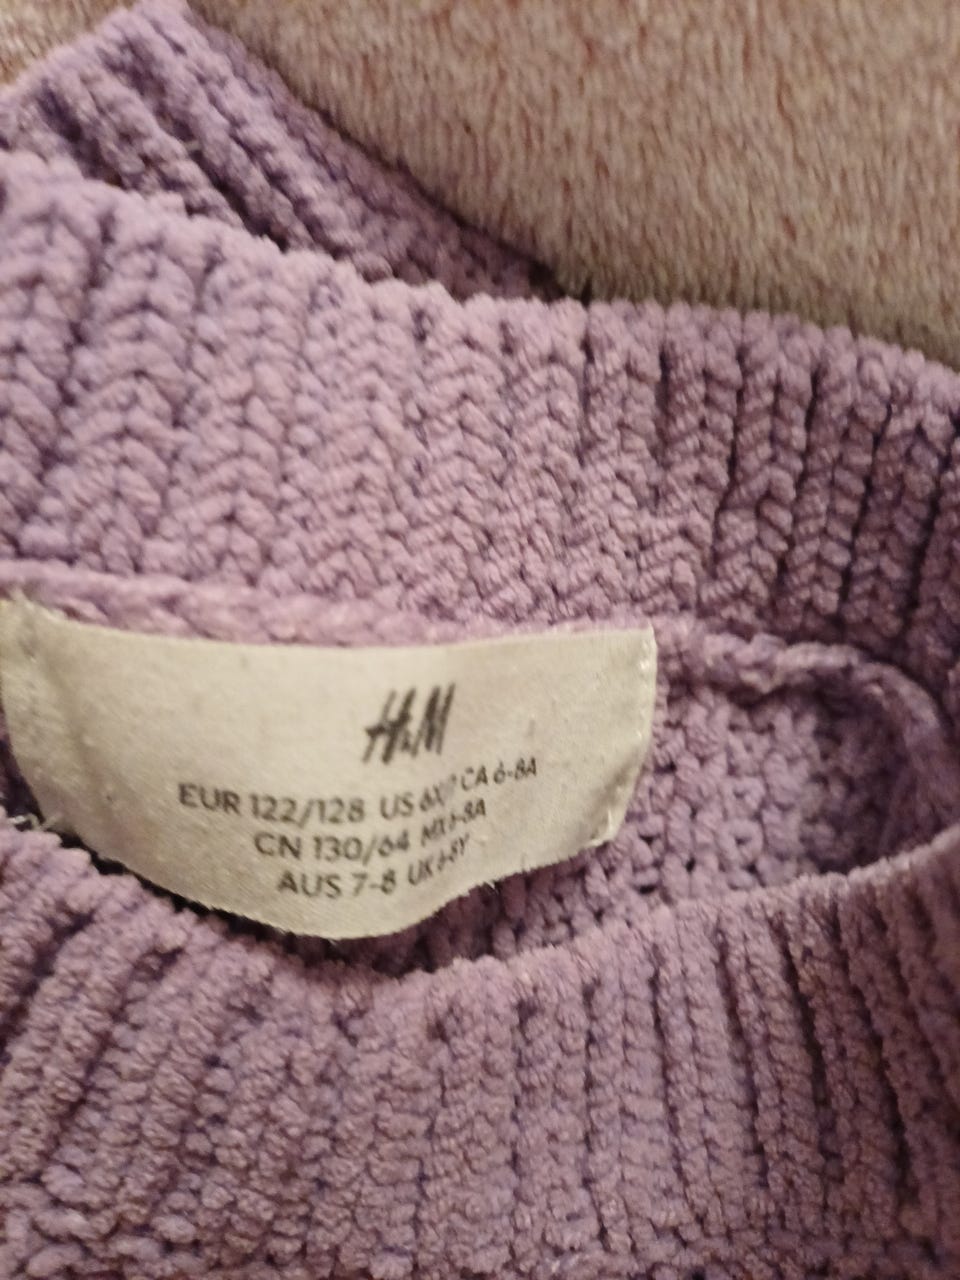 H&M
EUR 122/128 US 6X/7 CA 6-8A
CN 130/64 MX 6-8A
AUS 7-8 UK 6-8Y